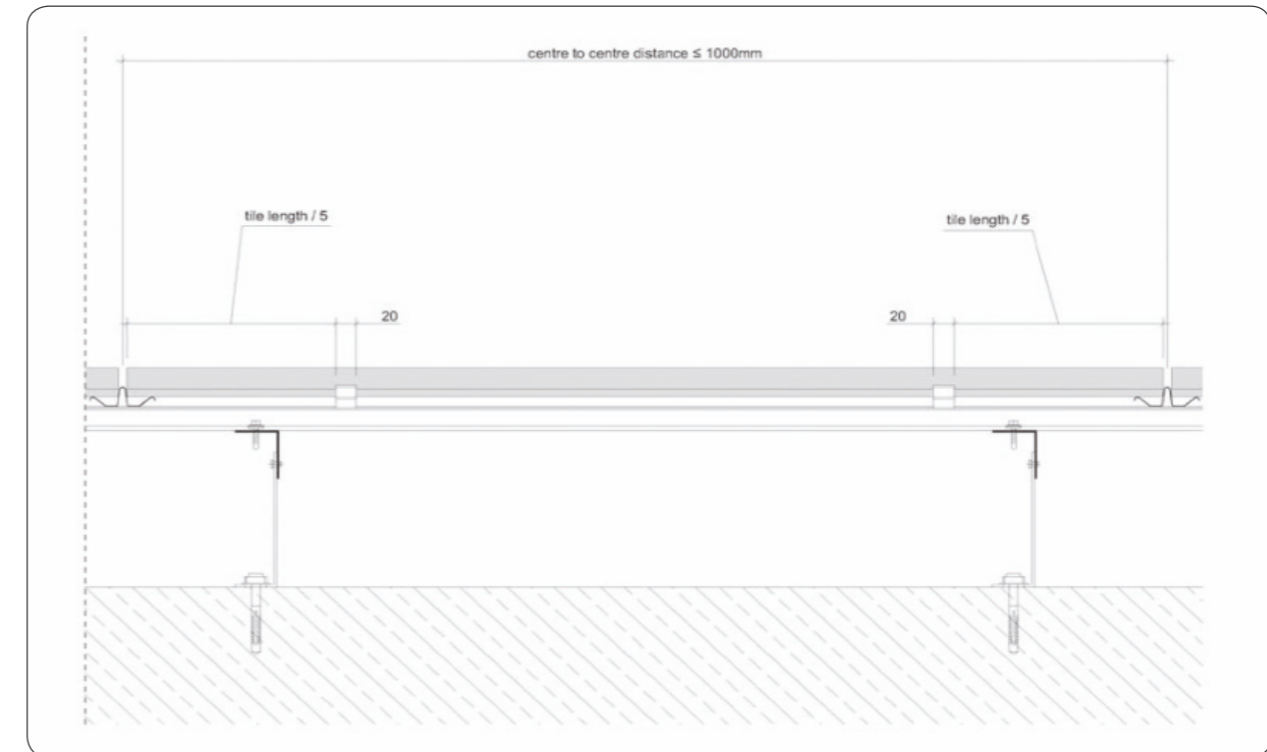 centre to centre distance ≤ 1000mm
tile length / 5
tile length / 5
20
20